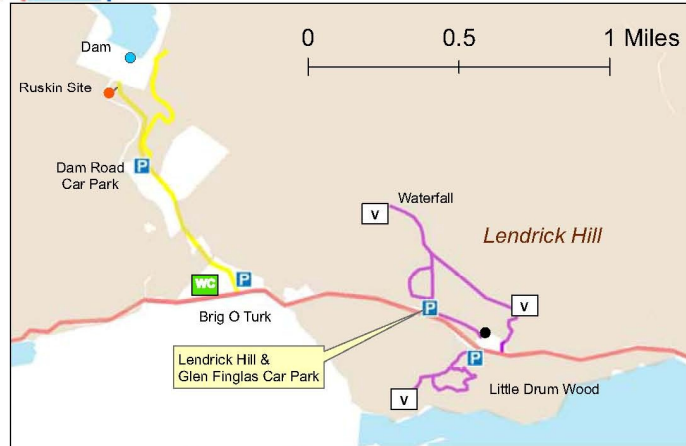 0 0.5 1 Miles
Dam
Ruskin Site
P
Dam Road
Car Park
Waterfall
V
Lendrick Hill
WC
P
V
P
Brig O Turk
Lendrick Hill &
Glen Finglas Car Park
P
Little Drum Wood
V